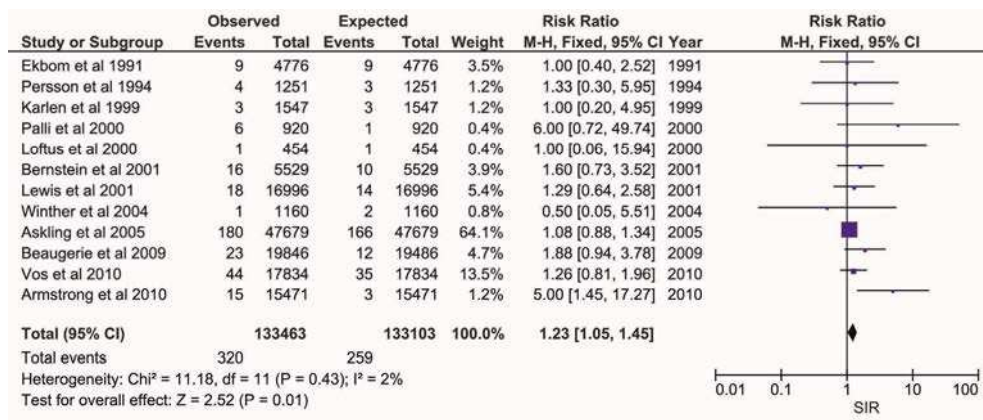 Observed Expected Risk Ratio Risk Ratio
Study or Subgroup Events Total Events Total Weight M-H, Fixed, 95% CI Year M-H, Fixed, 95% CI
Ekbom et al 1991 9 4776 9 4776 3.5% 1.00 [0.40, 2.52] 1991
Persson et al 1994 4 1251 3 1251 1.2% 1.33 [0.30, 5.95] 1994
Karlen et al 1999 3 1547 3 1547 1.2% 1.00 [0.20, 4.95] 1999
Palli et al 2000 6 920 1 920 0.4% 6.00 [0.72, 49.74] 2000
Loftus et al 2000 1 454 1 454 0.4% 1.00 [0.06, 15.94] 2000
Bernstein et al 2001 16 5529 10 5529 3.9% 1.60 [0.73, 3.52] 2001
Lewis et al 2001 18 16996 14 16996 5.4% 1.29 [0.64, 2.58] 2001
Winther et al 2004 1 1160 2 1160 0.8% 0.50 [0.05, 5.51] 2004
Askling et al 2005 180 47679 166 47679 64.1% 1.08 [0.88, 1.34] 2005
Beaugerie et al 2009 23 19846 12 19486 4.7% 1.88 [0.94, 3.78] 2009
Vos et al 2010 44 17834 35 17834 13.5% 1.26 [0.81, 1.96] 2010
Armstrong et al 2010 15 15471 3 15471 1.2% 5.00 [1.45, 17.27] 2010
Total (95% CI) 133463 133103 100.0% 1.23 [1.05, 1.45]
Total events 320 259
Heterogeneity: Chi² = 11.18, df = 11 (P = 0.43); I² = 2%
Test for overall effect: Z = 2.52 (P = 0.01)
0.01 0.1 1 10 100
SIR